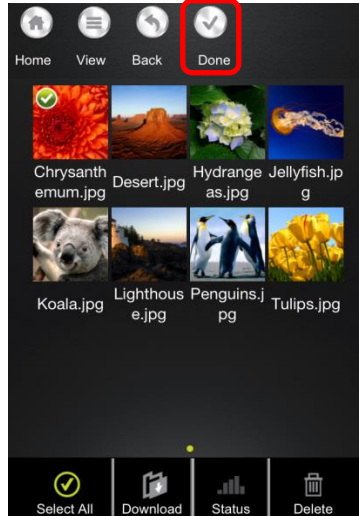 Home View Back Done
Chrysanth
emum.jpg
Desert.jpg
Hydrange
as.jpg
Jellyfish.jp
g
Koala.jpg
Lighthous
e.jpg
Penguins.j
pg
Tulips.jpg
Select All Download Status Delete